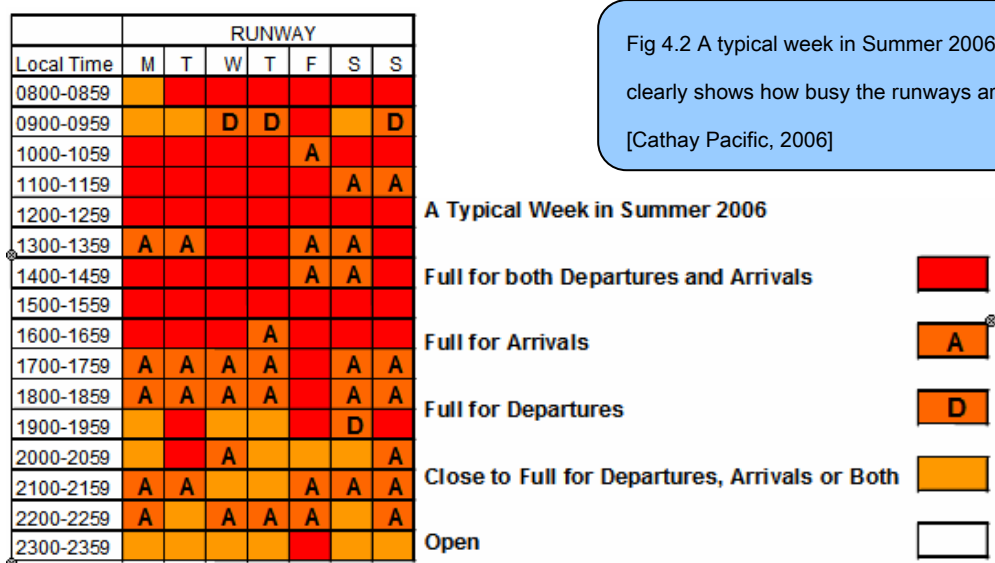 RUNWAY
Local Time M T W T F S S
0800-0859
0900-0959 D D D
1000-1059 A
1100-1159 A A
1200-1259
1300-1359 A A A A
1400-1459 A A
1500-1559
1600-1659 A
1700-1759 A A A A A A
1800-1859 A A A A A A
1900-1959 D
2000-2059 A A
2100-2159 A A A A A
2200-2259 A A A A A
2300-2359
Fig 4.2 A typical week in Summer 2006
clearly shows how busy the runways
[Cathay Pacific, 2006]
A Typical Week in Summer 2006
Full for both Departures and Arrivals
Full for Arrivals A
Full for Departures D
Close to Full for Departures, Arrivals or Both
Open